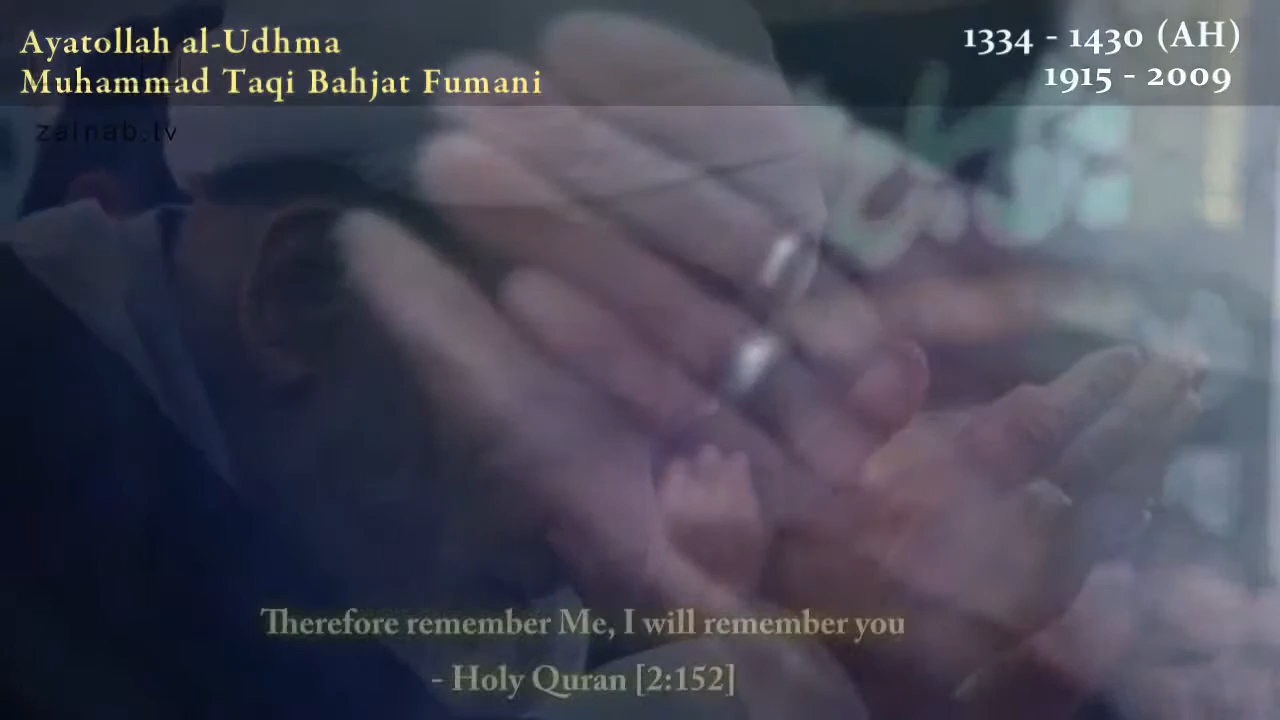 Ayatollah al-Udhma
Muhammad Taqi Bahjat Fumani
1334 - 1430 (AH)
1915 - 2009
zainab.tv
Therefore remember Me, I will remember you
- Holy Quran [2:152]